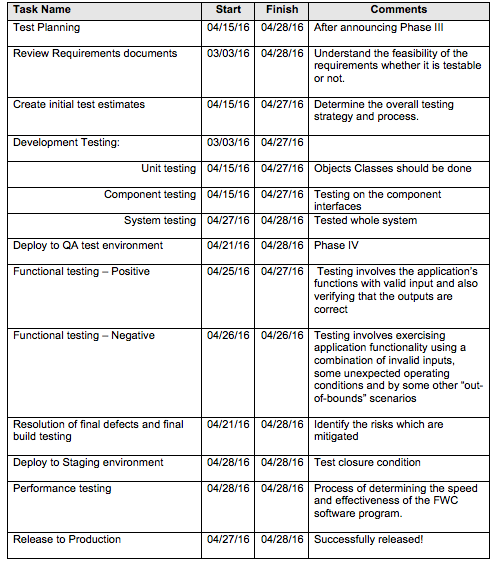 Task Name Start Finish Comments
Test Planning 04/15/16 04/28/16 After announcing Phase III
Review Requirements documents 03/03/16 04/28/16 Understand the feasibility of the
requirements whether it is testable
or not.
Create initial test estimates 04/15/16 04/27/16 Determine the overall testing
strategy and process.
Development Testing: 03/03/16 04/27/16
Unit testing 04/15/16 04/27/16 Objects Classes should be done
Component testing 04/15/16 04/27/16 Testing on the component
interfaces
System testing 04/27/16 04/28/16 Tested whole system
Deploy to QA test environment 04/21/16 04/28/16 Phase IV
Functional testing – Positive 04/25/16 04/27/16 Testing involves the application's
functions with valid input and also
verifying that the outputs are
correct
Functional testing – Negative 04/26/16 04/26/16 Testing involves exercising
application functionality using a
combination of invalid inputs,
some unexpected operating
conditions and by some other "out-
of-bounds" scenarios
Resolution of final defects and final 04/21/16 04/28/16 Identify the risks which are
build testing mitigated
Deploy to Staging environment 04/28/16 04/28/16 Test closure condition
Performance testing 04/28/16 04/28/16 Process of determining the speed
and effectiveness of the FWC
software program.
Release to Production 04/27/16 04/28/16 Successfully released!